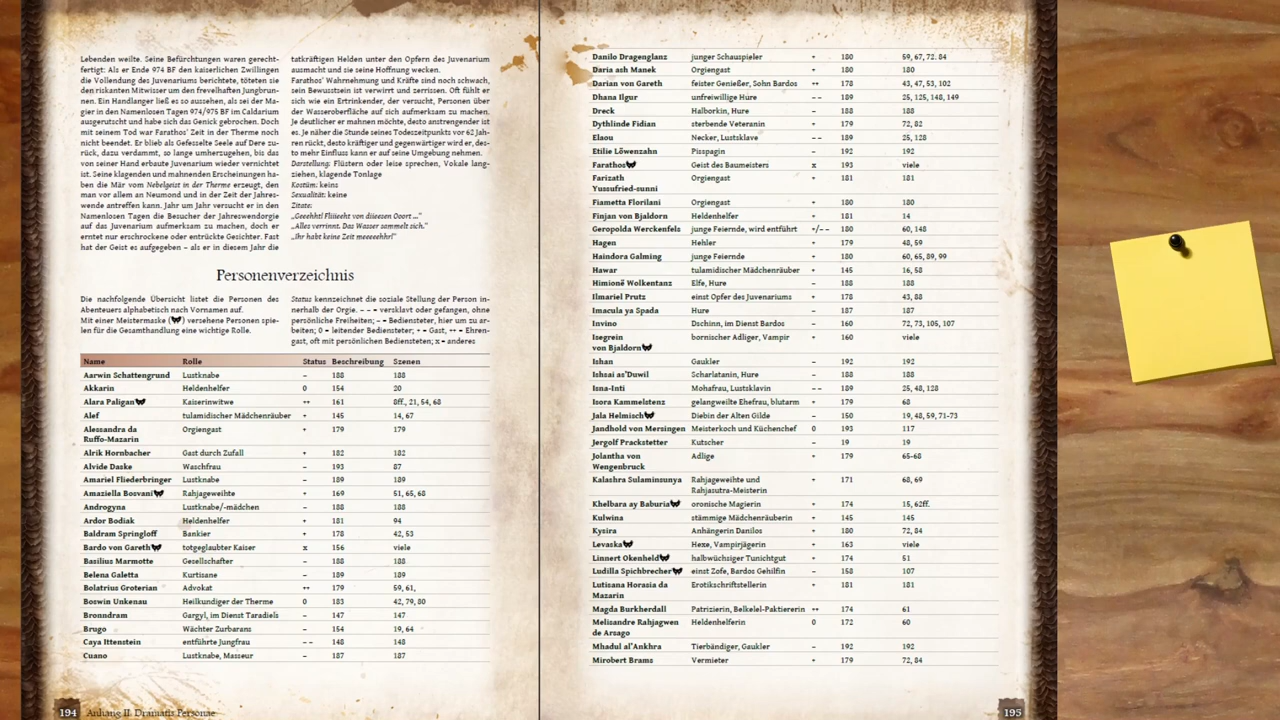 Lebenden weilte. Seine Befürchtungen waren gerecht-
fertigt: Als er Ende 974 BF den kaiserlichen Zwillingen
die Vollendung des Juvenariums berichtete, töteten sie
den riskanten Mitwisser um den frevelhaften Jungbrun-
nen. Ein Handlanger ließ es so aussehen, als sei der Ma-
gier in den Namenlosen Tagen 974/975 BF im Caldarium
ausgerutscht und habe sich das Genick gebrochen. Doch
mit seinem Tod war Farathos' Zeit in der Therme noch
nicht beendet. Er blieb als Gefesselte Seele auf Dere zu-
rück, dazu verdammt, so lange umherzugehen, bis das
von seiner Hand erbaute Juvenarium wieder vernichtet
ist. Seine klagenden und mahnenden Erscheinungen ha-
ben die Mär vom Nebelgeist in der Therme erzeugt, den
man vor allem an Neumond und in der Zeit der Jahres-
wende antreffen kann. Jahr um Jahr versucht er in den
Namenlosen Tagen die Besucher der Jahreswendorgie
auf das Juvenarium aufmerksam zu machen, doch er
erntet nur erschrockene oder entrückte Gesichter. Fast
hat der Geist es aufgegeben – als er in diesem Jahr die
tatkräftigen Helden unter den Opfern des Juvenarium
ausmacht und sie seine Hoffnung wecken.
Farathos' Wahrnehmung und Kräfte sind noch schwach,
sein Bewusstsein ist verwirrt und zerrissen. Oft fühlt er
sich wie ein Ertrinkender, der versucht, Personen über
der Wasseroberfläche auf sich aufmerksam zu machen.
Je deutlicher er mahnen möchte, desto anstrengender ist
es. Je näher die Stunde seines Todeszeitpunkts vor 62 Jah-
ren rückt, desto kräftiger und gegenwärtiger wird er, des-
to mehr Einfluss kann er auf seine Umgebung nehmen.
Darstellung: Flüstern oder leise sprechen, Vokale lang-
ziehen, klagende Tonlage
Kostüm: keins
Sexualität: keine
Zitate:
„Geeehht! Fliiieeht von diieesen Ooort ..."
„Alles verrinnt. Das Wasser sammelt sich."
„Ihr habt keine Zeit meeeeehr!"
Personenverzeichnis
Die nachfolgende Übersicht listet die Personen des
Abenteuers alphabetisch nach Vornamen auf.
Mit einer Meistermaske () versehene Personen spie-
len für die Gesamthandlung eine wichtige Rolle.
Status kennzeichnet die soziale Stellung der Person in-
nerhalb der Orgie. – – = versklavt oder gefangen, ohne
persönliche Freiheiten; – = Bediensteter, hier um zu ar-
beiten; 0 = leitender Bediensteter; + = Gast, ++ = Ehren-
gast, oft mit persönlichen Bediensteten; x = anderes
Name Rolle Status Beschreibung Szenen
Aarwin Schattengrund Lustknabe – 188 188
Akkarin Heldenhelfer 0 154 20
Alara Paligan Kaiserinwitwe ++ 161 8ff., 21, 54, 68
Alef tulamidischer Mädchenräuber + 145 14, 67
Alessandra da Orgiengast + 179 179
Ruffo-Mazarin
Alrik Hornbacher Gast durch Zufall + 182 182
Alvide Daske Waschfrau – 193 87
Amariel Fliederbringer Lustknabe – 189 189
Amaziella Bosvani Rahjageweihte + 169 51, 65, 68
Androgyna Lustknabe/-mädchen – 188 188
Ardor Bodiak Heldenhelfer + 181 94
Baldram Springloff Bankier + 178 42, 53
Bardo von Gareth totgeglaubter Kaiser x 156 viele
Basilius Marmotte Gesellschafter – 188 188
Belena Galetta Kurtisane – 189 189
Bolatrius Groterian Advokat ++ 179 59, 61,
Boswin Unkenau Heilkundiger der Therme 0 183 42, 79, 80
Bronndram Gargyl, im Dienst Taradiels – 147 147
Brugo Wächter Zurbarans – 154 19, 64
Caya Ittenstein entführte Jungfrau – – 148 148
Cuano Lustknabe, Masseur – 187 187
194 Anhang II: Dramatis Personae
Danilo Dragenglanz junger Schauspieler + 180 59, 67, 72, 84
Daria ash Manek Orgiengast + 180 180
Darian von Gareth feister Genießer, Sohn Bardos ++ 178 43, 47, 53, 102
Dhana Ilgur unfreiwillige Hure – – 189 25, 125, 148, 149
Dreck Halborkin, Hure – 188 188
Dythlinde Fidian sterbende Veteranin + 179 72, 82
Elaou Necker, Lustsklave – – 189 25, 128
Etilie Löwenzahn Pisspagin – 192 192
Farathos Geist des Baumeisters x 193 viele
Farizath Orgiengast + 181 181
Yussufried-sunni
Fiametta Florilani Orgiengast + 180 180
Finjan von Bjaldorn Heldenhelfer + 181 14
Geropolda Werckenfels junge Feiernde, wird entführt +/– – 180 60, 148
Hagen Hehler + 179 48, 59
Haindora Galming junge Feiernde + 180 60, 65, 89, 99
Hawar tulamidischer Mädchenräuber + 145 16, 58
Himionë Wolkentanz Elfe, Hure – 188 188
Ilmariel Prutz einst Opfer des Juvenariums + 178 43, 88
Imacula ya Spada Hure – 187 187
Invino Dschinn, im Dienst Bardos – 160 72, 73, 105, 107
Isegrein bornischer Adliger, Vampir + 160 viele
von Bjaldorn
Ishan Gaukler – 192 192
Ishsai as'Duwil Scharlatanin, Hure – 188 188
Isna-Inti Mohafrau, Lustsklavin – – 189 25, 48, 128
Isora Kammelstenz gelangweilte Ehefrau, blutarm + 179 68
Jala Helmisch Diebin der Alten Gilde – 150 19, 48, 59, 71-73
Jandhold von Mersingen Meisterkoch und Küchenchef 0 193 117
Jergolf Prackstetter Kutscher – 19 19
Jolantha von Adlige + 179 65-68
Wengenbruck
Kalashra Sulaminsunya Rahjageweihte und + 171 68, 69
Rahjasutra-Meisterin
Khelbara ay Baburia oronische Magierin + 174 15, 62ff.
Kulwina stämmige Mädchenräuberin + 145 145
Kysira Anhängerin Danilos + 180 72, 84
Levaska Hexe, Vampirjägerin + 163 viele
Linnert Okenheld halbwüchsiger Tunichtgut + 174 51
Ludilla Spichbrecher einst Zofe, Bardos Gehilfin – 158 107
Lutisana Horasia da Erotikschriftstellerin + 181 181
Mazarin
Magda Burkherdall Patrizierin, Belkelel-Paktiererin ++ 174 61
Melisandre Rahjagwen Heldenhelferin 0 172 60
de Arsago
Mhadul al'Ankhra Tierbändiger, Gaukler – 192 192
Mirobert Brams Vermieter + 179 72, 84
195